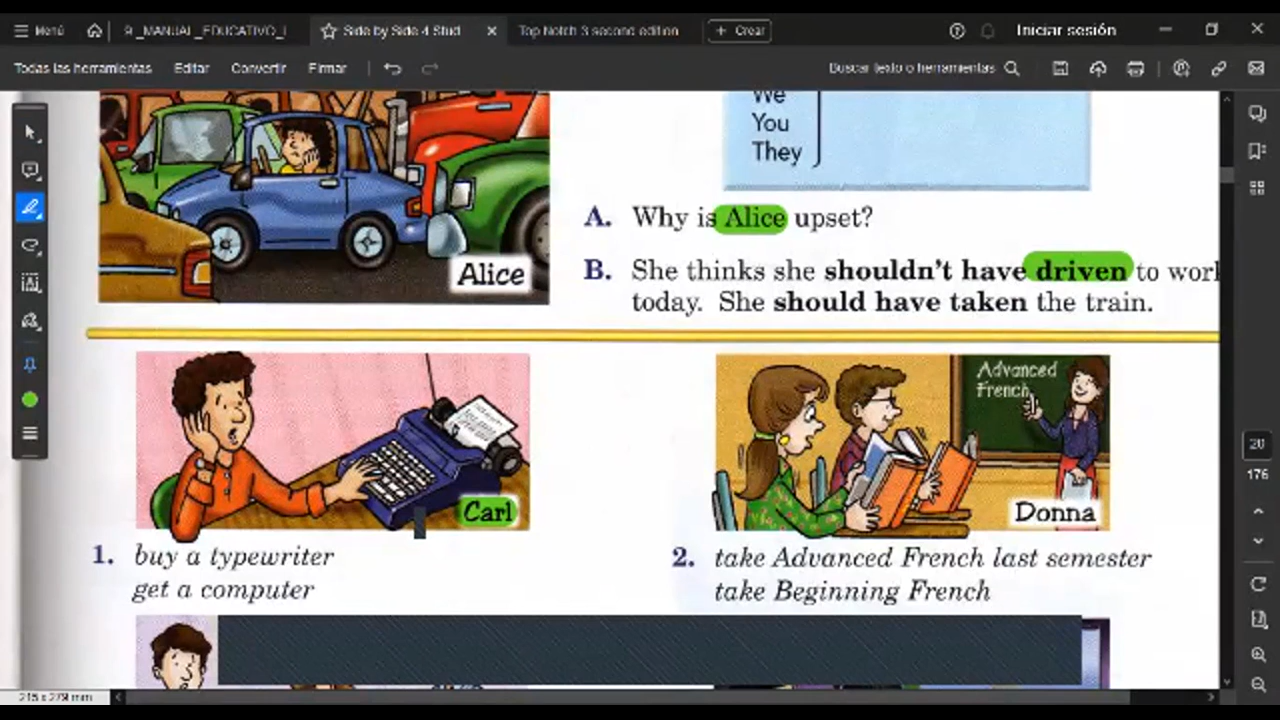 Menú
9_MANUAL_EDUCATIVO_I
Side by Side 4 Stud
Top Notch 3 second edition
+ Crear
Iniciar sesión
Todas las herramientas
Editar
Convertir
Firmar
Buscar texto o herramientas
We
You
They
A. Why is Alice upset?
B. She thinks she shouldn't have driven to work
today. She should have taken the train.
Alice
Advanced
French
Carl
Donna
1. buy a typewriter
get a computer
2. take Advanced French last semester
take Beginning French
20
176
215 x 279 mm